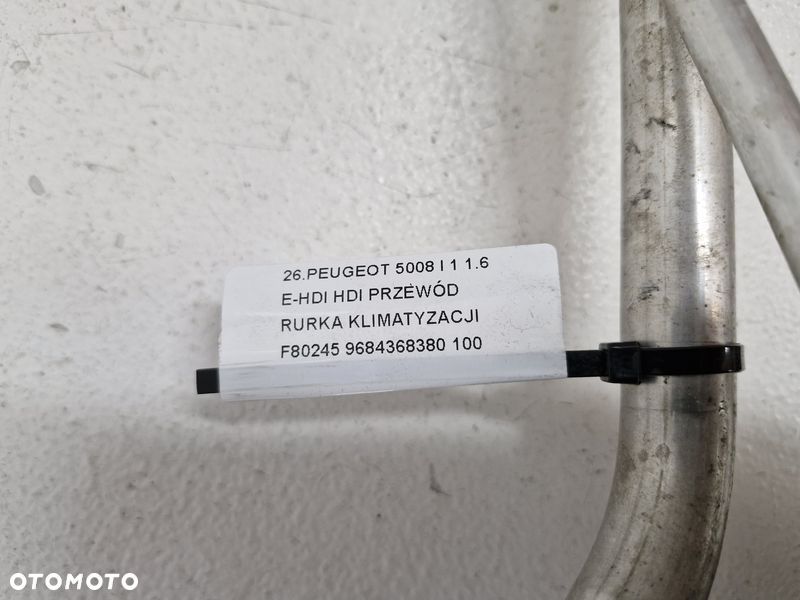 26.PEUGEOT 5008 I 1 1.6
E-HDI HDI PRZEWÓD
RURKA KLIMATYZACJI
F80245 9684368380 100
OTOMOTO